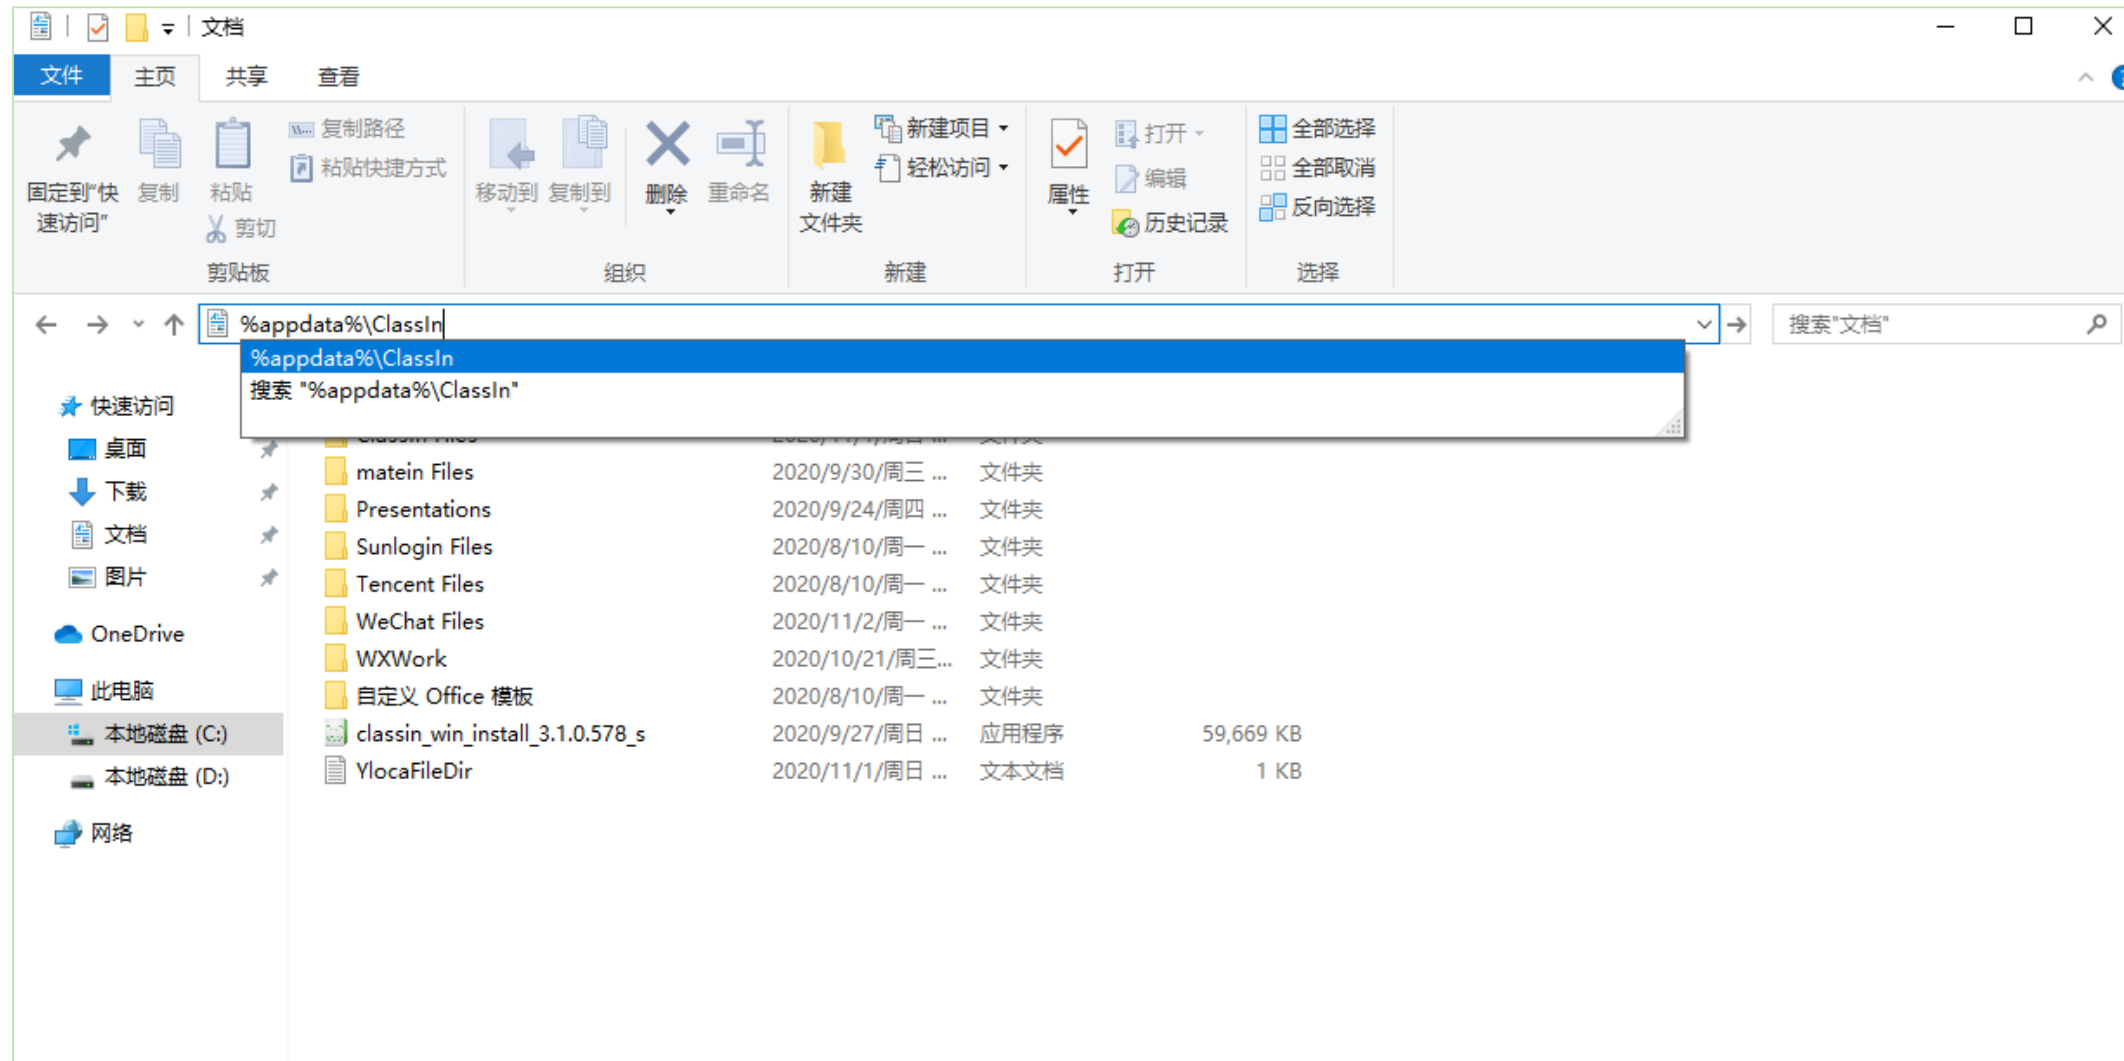 文档
文件 主页 共享 查看
固定到“快速访问”
复制
粘贴
复制路径
粘贴快捷方式
剪切
剪贴板
移动到
复制到
删除
重命名
组织
新建
文件夹
新建项目
轻松访问
新建
属性
打开
编辑
历史记录
打开
全部选择
全部取消
反向选择
选择
%appdata%\ClassIn
搜索"文档"
%appdata%\ClassIn
搜索 "%appdata%\ClassIn"
快速访问
桌面
下载
文档
图片
OneDrive
此电脑
本地磁盘 (C:)
本地磁盘 (D:)
网络
matein Files 2020/9/30/周三 ... 文件夹
Presentations 2020/9/24/周四 ... 文件夹
Sunlogin Files 2020/8/10/周一 ... 文件夹
Tencent Files 2020/8/10/周一 ... 文件夹
WeChat Files 2020/11/2/周一 ... 文件夹
WXWork 2020/10/21/周三... 文件夹
自定义 Office 模板 2020/8/10/周一 ... 文件夹
classin_win_install_3.1.0.578_s 2020/9/27/周日 ... 应用程序 59,669 KB
YlocaFileDir 2020/11/1/周日 ... 文本文档 1 KB